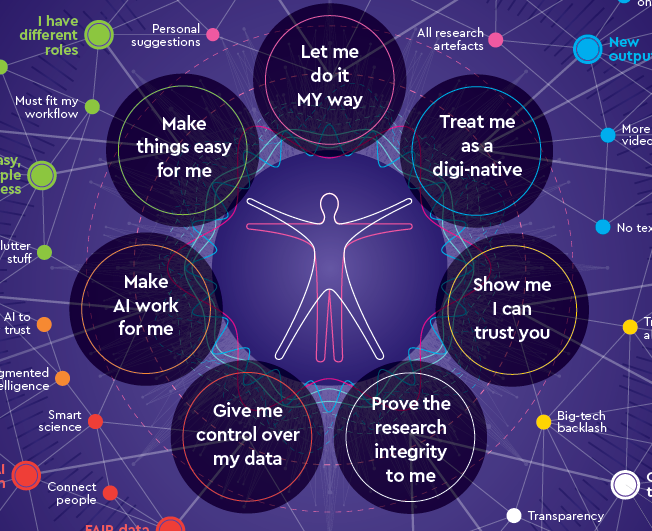 I have
different
roles
Personal
suggestions
Let me
do it
MY way
All research
artefacts
New
Must fit my
workflow
Make
things easy
for me
Treat me
as a
digi-native
More
No
stuff
Make
AI work
for me
Show me
I can
trust you
AI to
trust
Smart
science
Give me
control over
my data
Prove the
research
integrity
to me
Big-tech
backlash
Connect
people
FAIR data
Transparency